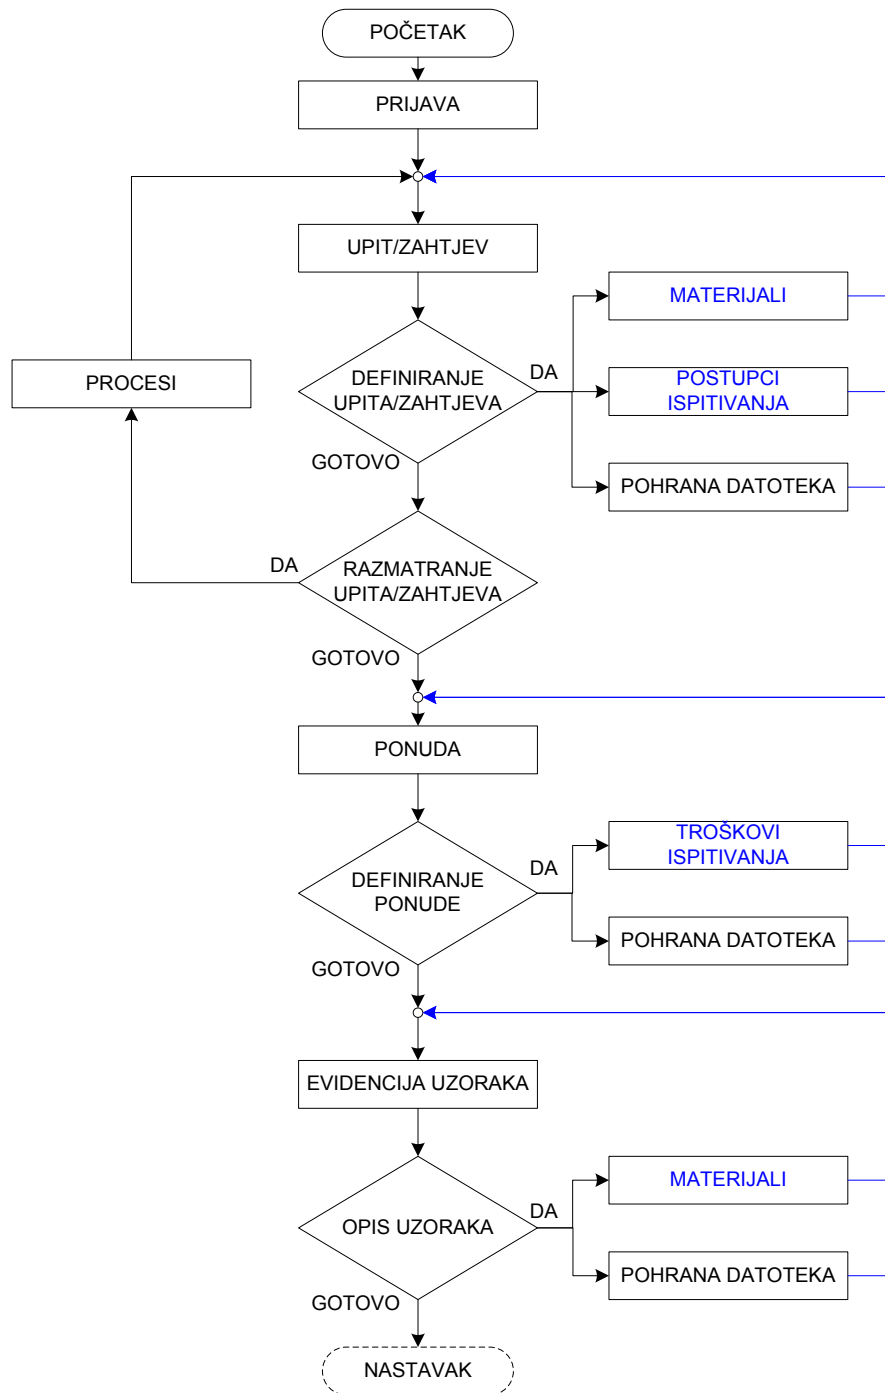 POČETAK
PRIJAVA
UPIT/ZAHTJEV
MATERIJALI
PROCESI
DEFINIRANJE
UPITA/ZAHTJEVA
DA
POSTUPCI
ISPITIVANJA
GOTOVO
POHRANA DATOTEKA
DA
RAZMATRANJE
UPITA/ZAHTJEVA
GOTOVO
PONUDA
TROŠKOVI
ISPITIVANJA
DA
DEFINIRANJE
PONUDE
POHRANA DATOTEKA
GOTOVO
EVIDENCIJA UZORAKA
MATERIJALI
DA
OPIS UZORAKA
POHRANA DATOTEKA
GOTOVO
NASTAVAK